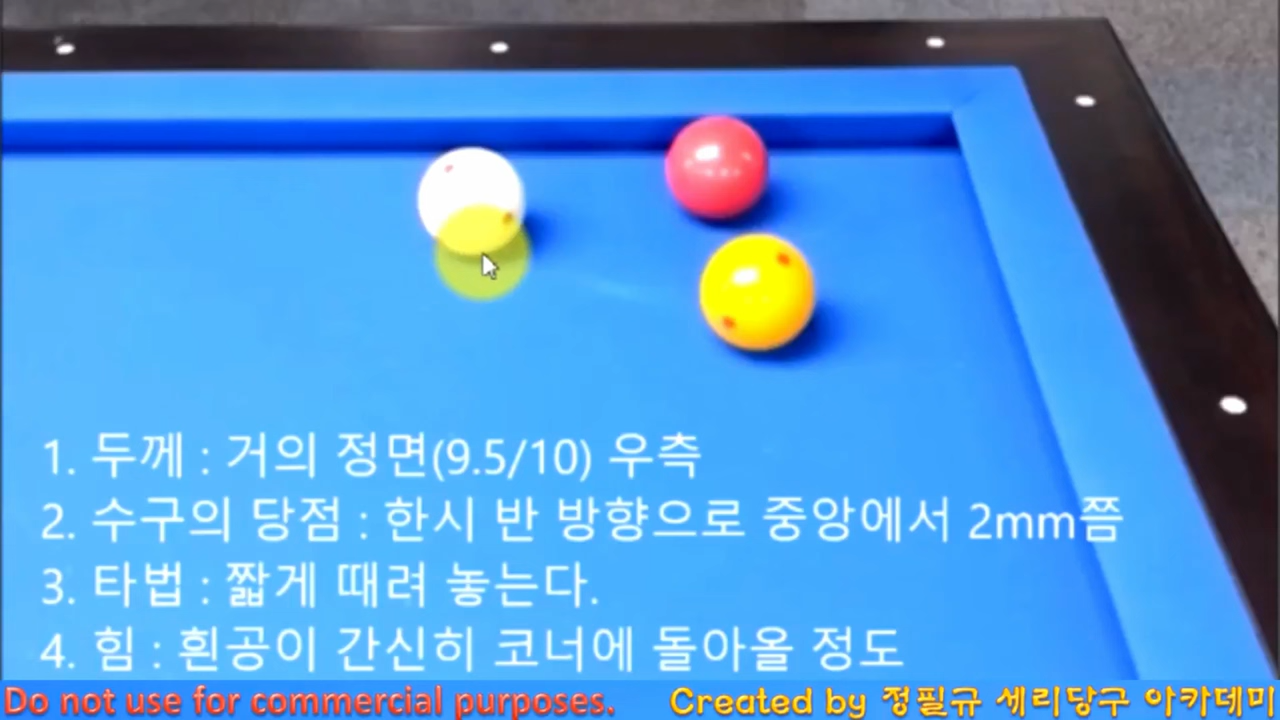 1. 두께 : 거의 정면(9.5/10) 우측
2. 수구의 당점 : 한시 반 방향으로 중앙에서 2mm쯤
3. 타법 : 짧게 때려 놓는다.
4. 힘 : 흰공이 간신히 코너에 돌아올 정도
Do not use for commercial purposes. Created by 정필규 세리당구 아카데미